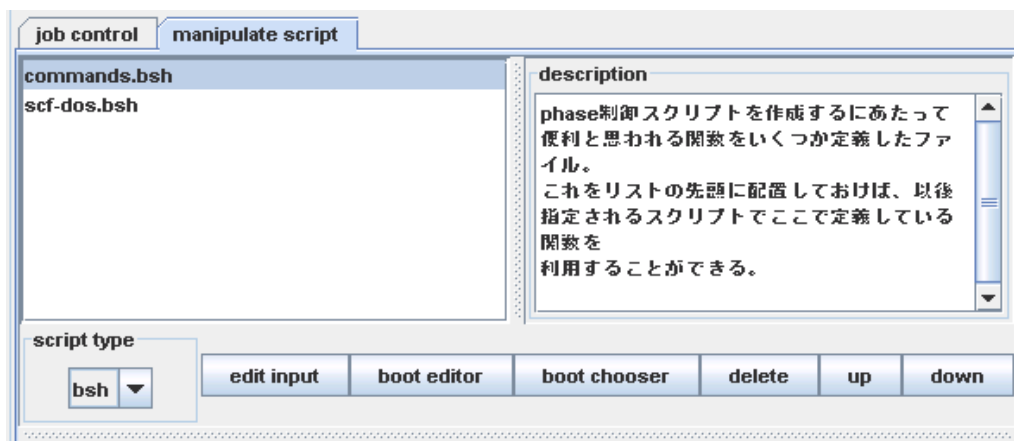 job control
manipulate script
commands.bsh
scf-dos.bsh
description
phase制御スクリプトを作成するにあたって
便利と思われる関数をいくつか定義したファ
イル。
これをリストの先頭に配置しておけば、以後
指定されるスクリプトでここで定義している
関数を
利用することができる。
script type
bsh
edit input
boot editor
boot chooser
delete
up
down